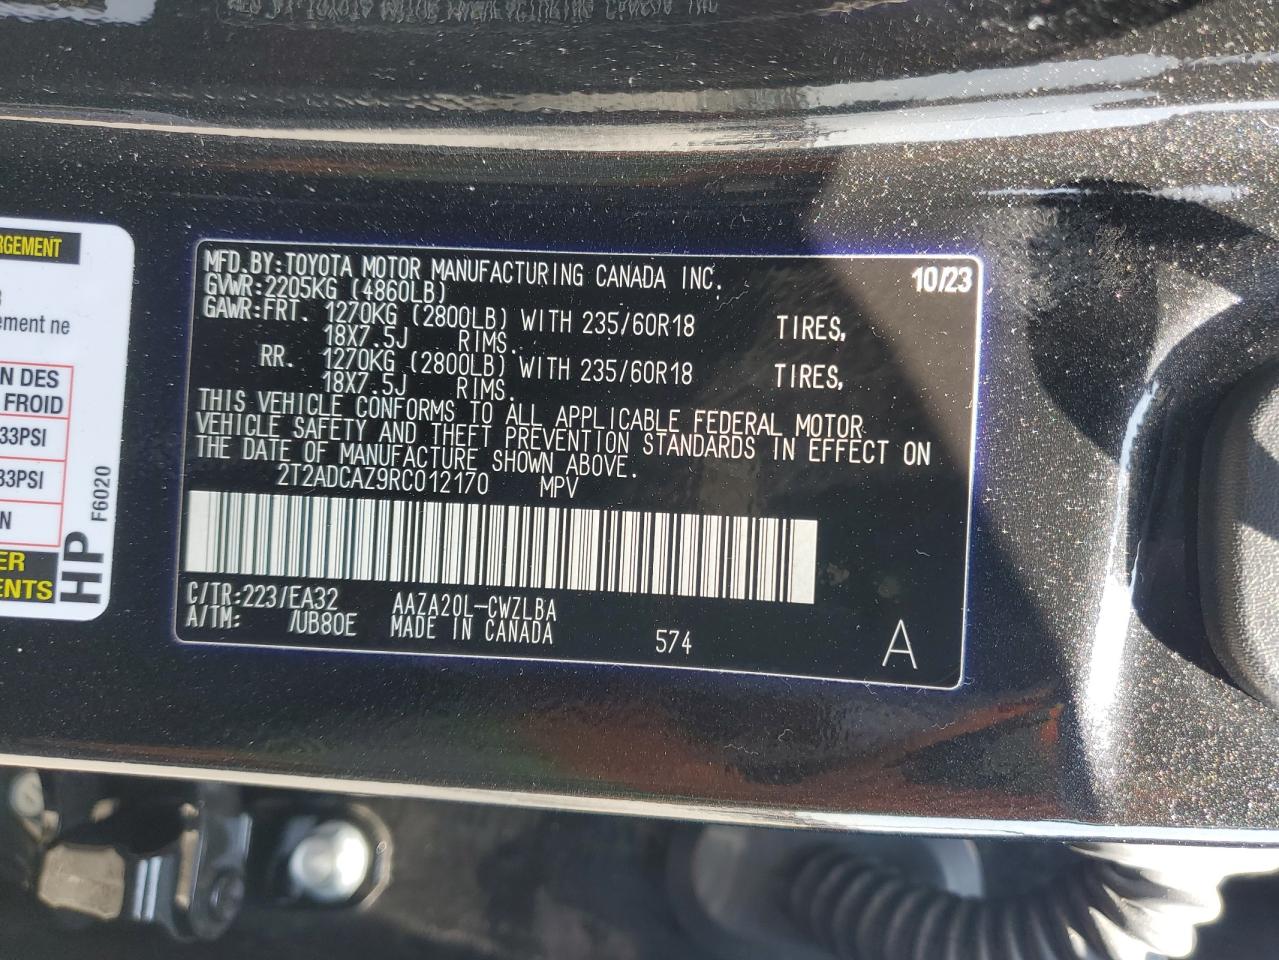 RGEMENT
ement ne
N DES
FROID
33PSI
33PSI
N
ER
ENTS
HP
F6020
MFD.BY:TOYOTA MOTOR MANUFACTURING CANADA INC. 10/23
GVWR:2205KG (4860LB)
GAWR:FRT. 1270KG (2800LB) WITH 235/60R18 TIRES,
18X7.5J RIMS.
RR. 1270KG (2800LB) WITH 235/60R18 TIRES,
18X7.5J RIMS.
THIS VEHICLE CONFORMS TO ALL APPLICABLE FEDERAL MOTOR
VEHICLE SAFETY AND THEFT PREVENTION STANDARDS IN EFFECT ON
THE DATE OF MANUFACTURE SHOWN ABOVE.
2T2ADCAZ9RC012170 MPV
C/TR:223/EA32 AAZA20L-CWZLBA
A/TM: /UB80E MADE IN CANADA 574 A